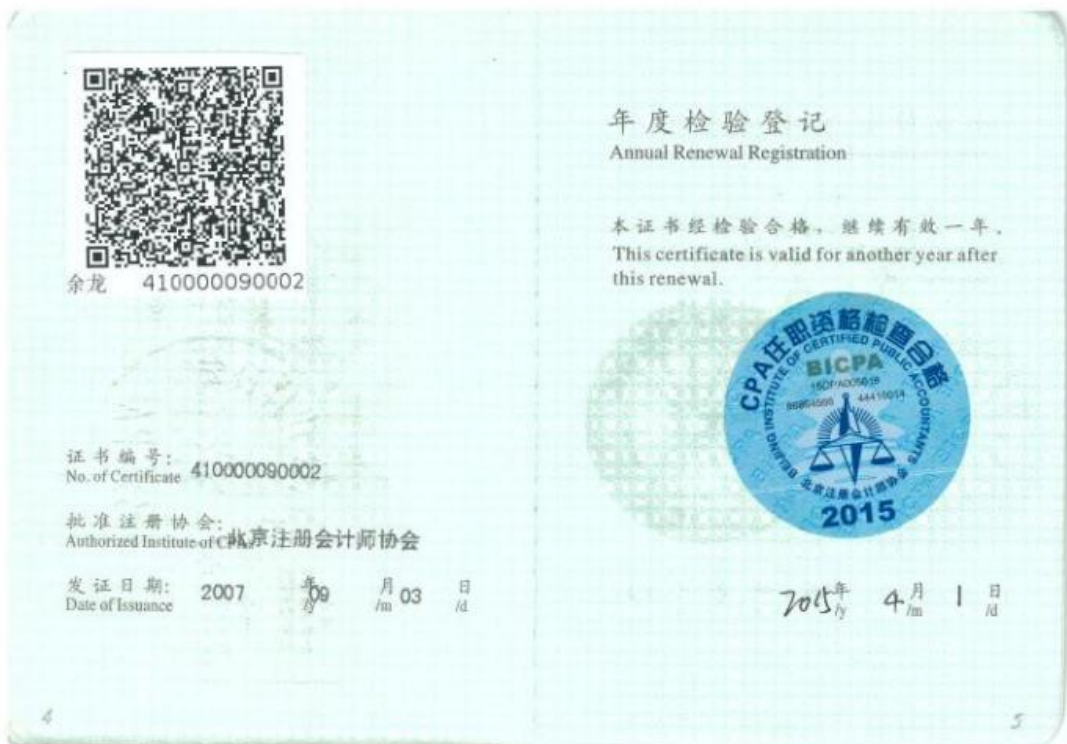 余龙 410000090002
证书编号:
No. of Certificate 410000090002
批准注册协会:
Authorized Institute of CPAs 北京注册会计师协会
发证日期:
Date of Issuance 2007 年/y 09 月/m 03 日/d
4
年度检验登记
Annual Renewal Registration
本证书经检验合格,继续有效一年。
This certificate is valid for another year after
this renewal.
CPA任职资格检查合格
BEIJING INSTITUTE OF CERTIFIED PUBLIC ACCOUNTANTS
BICPA
北京注册会计师协会
2015
2015年/y 4月/m 1日/d
5